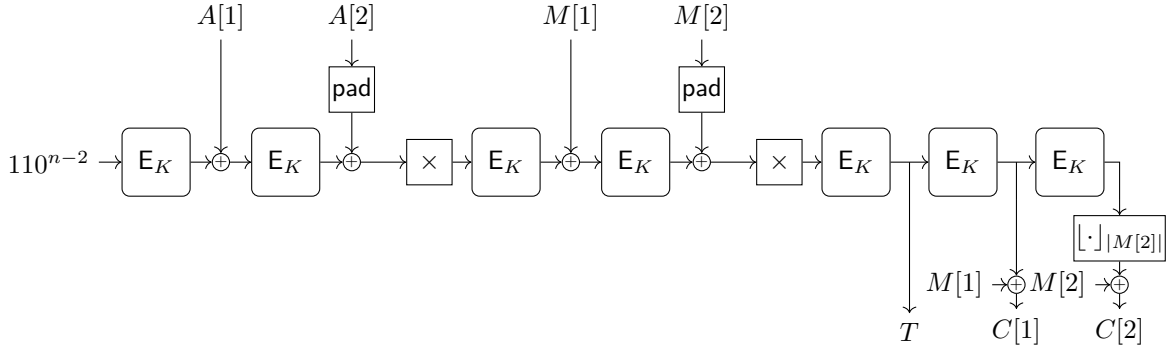 A[1] A[2] M[1] M[2]
pad pad
110^{n-2} E_K E_K × E_K E_K × E_K E_K E_K
⌊·⌋_{|M[2]|}
M[1] M[2]
T C[1] C[2]